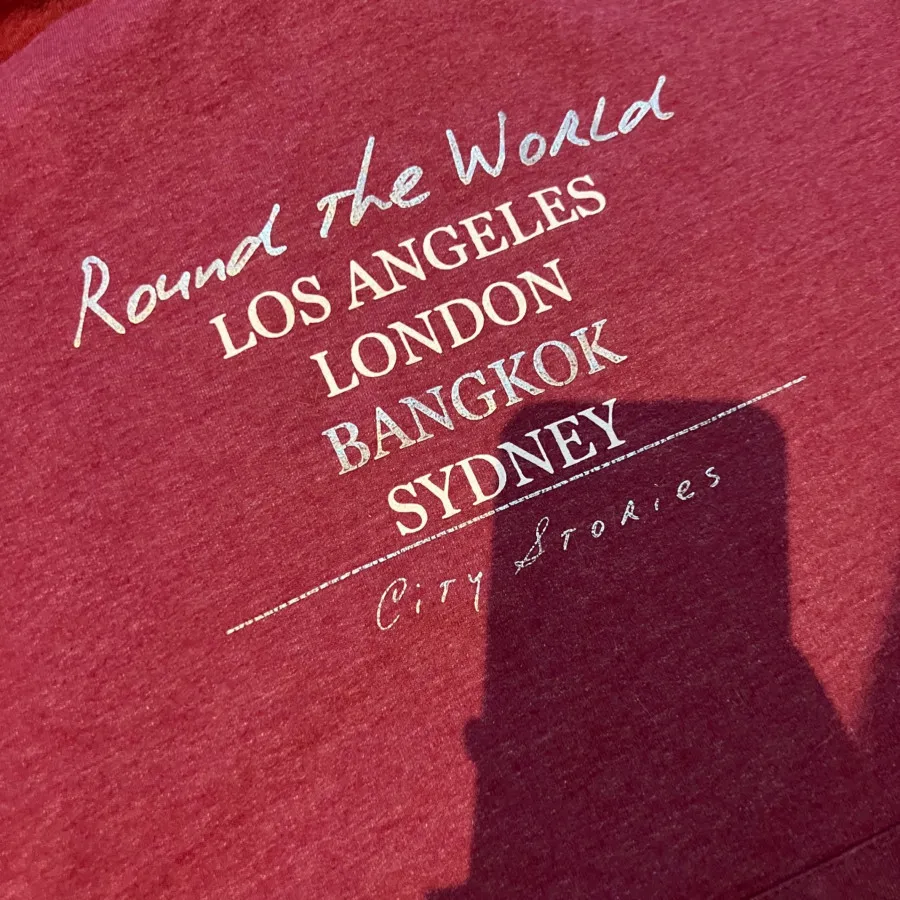 Round The World
LOS ANGELES
LONDON
BANGKOK
SYDNEY
City Stories